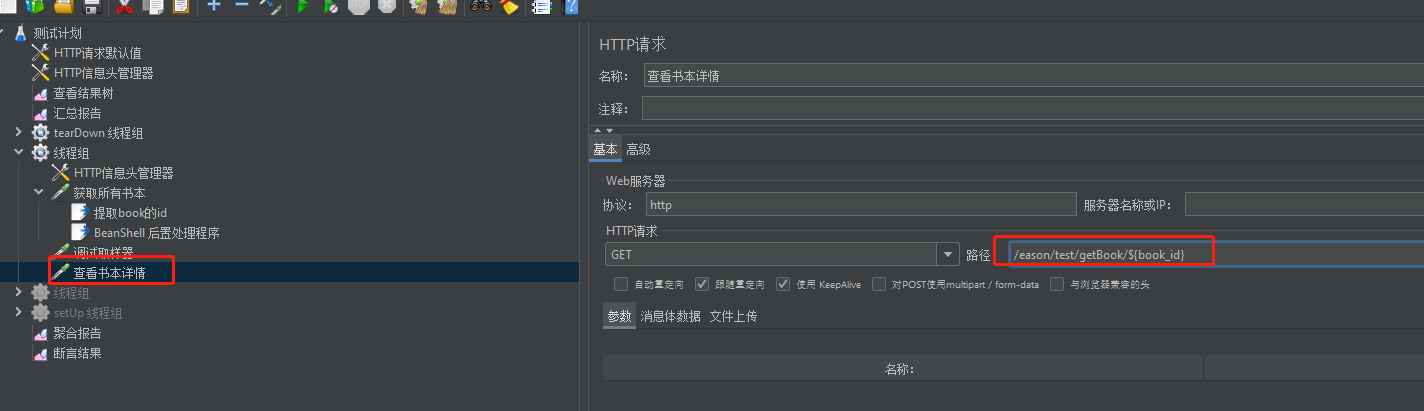 测试计划
HTTP请求默认值
HTTP信息头管理器
查看结果树
汇总报告
tearDown 线程组
线程组
HTTP信息头管理器
获取所有书本
提取book的id
BeanShell 后置处理程序
调试取样器
查看书本详情
线程组
setUp 线程组
聚合报告
断言结果
STOP
?
HTTP请求
名称： 查看书本详情
注释：
基本 高级
Web服务器
协议： http 服务器名称或IP：
HTTP请求
GET 路径 /eason/test/getBook/${book_id}
自动重定向 跟随重定向 使用 KeepAlive 对POST使用multipart / form-data 与浏览器兼容的头
参数 消息体数据 文件上传
名称：